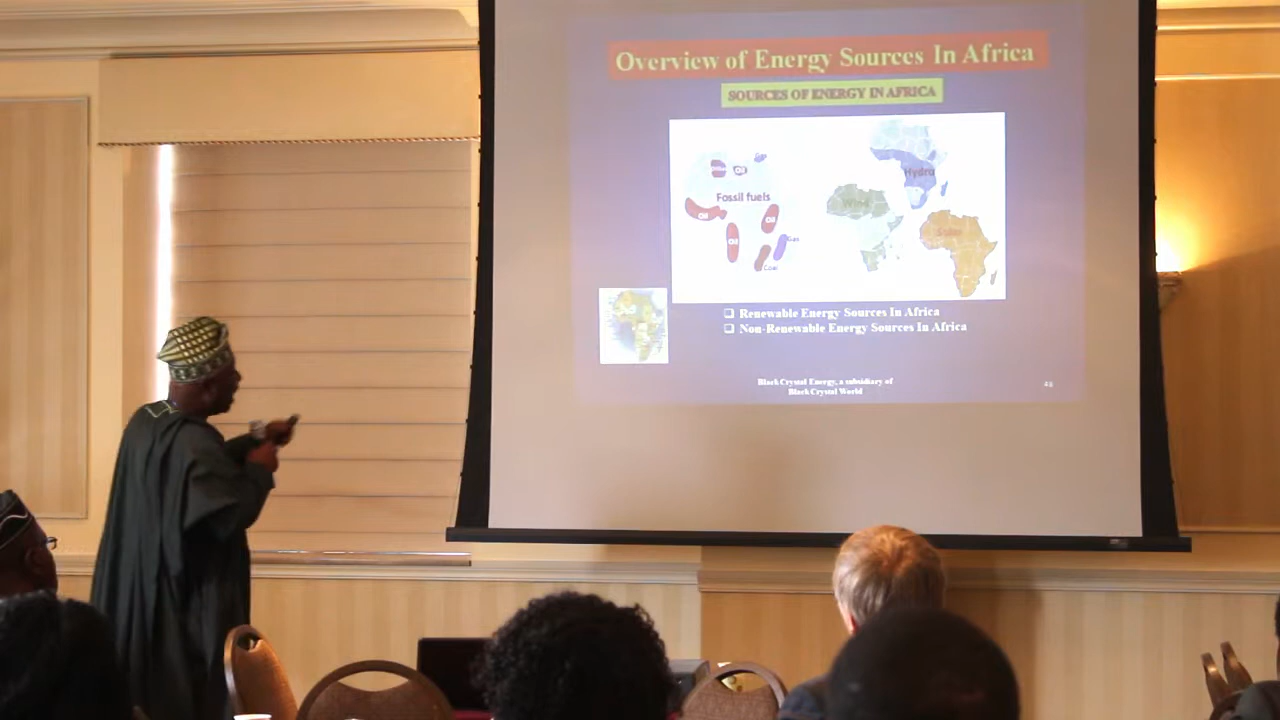 Overview of Energy Sources In Africa
SOURCES OF ENERGY IN AFRICA
Oil
Gas
Fossil fuels
Oil
Oil
Oil
Gas
Coal
Hydro
Wind
Solar
❑ Renewable Energy Sources In Africa
❑ Non-Renewable Energy Sources In Africa
Black Crystal Energy, a subsidiary of
Black Crystal World